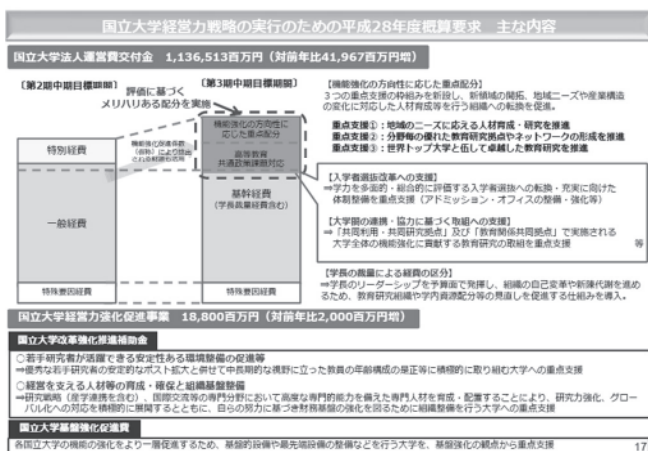 国立大学経営力戦略の実行のための平成28年度概算要求 主な内容
国立大学法人運営費交付金 1,136,513百万円（対前年比41,967百万円増）
〔第2期中期目標期間〕
評価に基づく
メリハリある配分を実施
〔第3期中期目標期間〕
特別経費
一般経費
特殊要因経費
機能強化促進係数
機能強化の方向性に
応じた重点配分
高等教育
共通政策課題対応
基幹経費
（学長裁量経費含む）
特殊要因経費
【機能強化の方向性に応じた重点配分】
３つの重点支援の枠組みを新設し、新領域の開拓、地域ニーズや産業構造
の変化に対応した人材育成等を行う組織への転換を促進。
重点支援①：地域のニーズに応える人材育成・研究を推進
重点支援②：分野毎の優れた教育研究拠点やネットワークの形成を推進
重点支援③：世界トップ大学と伍して卓越した教育研究を推進
【入学者選抜改革への支援】
⇒学力を多面的・総合的に評価する入学者選抜への転換・充実に向けた
体制整備を重点支援（アドミッション・オフィスの整備・強化等）
【大学間の連携・協力に基づく取組への支援】
⇒「共同利用・共同研究拠点」及び「教育関係共同拠点」で実施される
大学全体の機能強化に貢献する教育研究の取組を重点支援 等
【学長の裁量による経費の区分】
⇒学長のリーダーシップを予算面で発揮し、組織の自己変革や新陳代謝を進め
るため、教育研究組織や学内資源配分等の見直しを促進する仕組みを導入。
国立大学経営力強化促進事業 18,800百万円（対前年比2,000百万円増）
国立大学改革強化推進補助金
○若手研究者が活躍できる安定性ある環境整備の促進等
⇒優秀な若手研究者の安定的なポスト拡大と併せて中長期的な視野に立った教員の年齢構成の是正等に積極的に取り組む大学への重点支援
○経営を支える人材等の育成・確保と組織基盤整備
⇒研究戦略（産学連携を含む）、国際交流等の専門分野において高度な専門的能力を備えた専門人材を育成・配置することにより、研究力強化、グロー
バル化への対応を積極的に展開するとともに、自らの努力に基づき財務基盤の強化を図るために組織整備を行う大学への重点支援
国立大学基盤強化促進費
各国立大学の機能の強化をより一層促進するため、基盤的設備や最先端設備の整備などを行う大学を、基盤強化の観点から重点支援
17